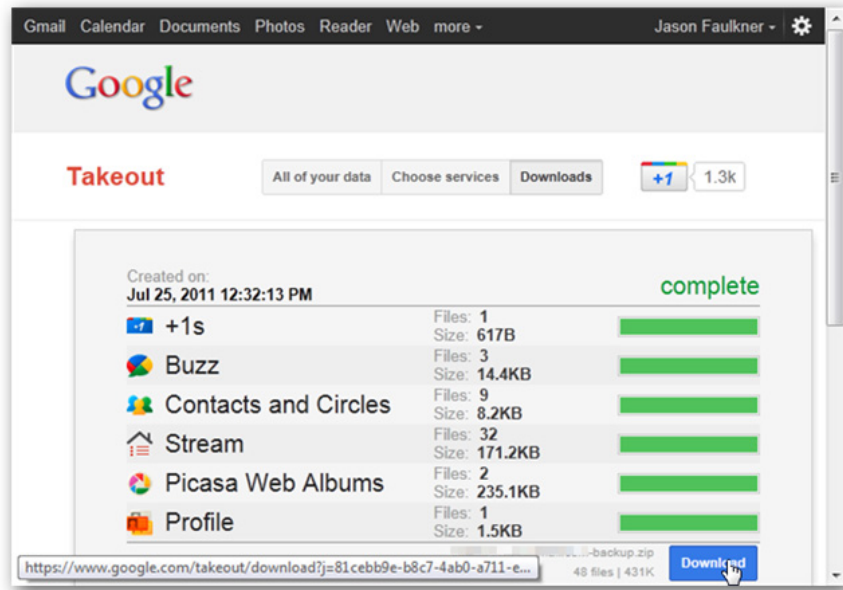 Gmail Calendar Documents Photos Reader Web more Jason Faulkner
Google
Takeout All of your data Choose services Downloads +1 1.3k
Created on:
Jul 25, 2011 12:32:13 PM complete
+1s Files: 1
Size: 617B
Buzz Files: 3
Size: 14.4KB
Contacts and Circles Files: 9
Size: 8.2KB
Stream Files: 32
Size: 171.2KB
Picasa Web Albums Files: 2
Size: 235.1KB
Profile Files: 1
Size: 1.5KB
-backup.zip
https://www.google.com/takeout/download?j=81cebb9e-b8c7-4ab0-a711-e... 48 files | 431K Download